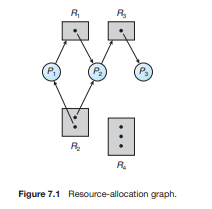 R₁ R₃
P₁ P₂ P₃
R₂
R₄
Figure 7.1 Resource-allocation graph.